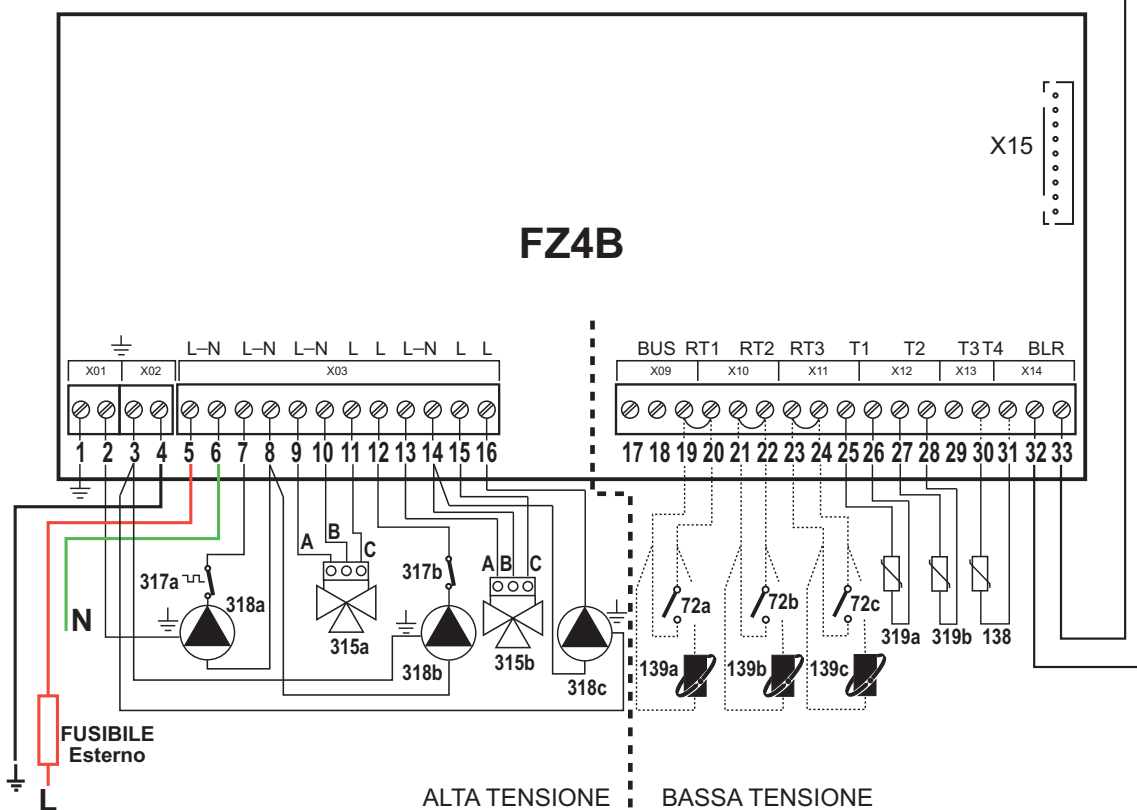 X15
FZ4B
L–N L–N L–N L L L–N L L
BUS RT1 RT2 RT3 T1 T2 T3 T4 BLR
X01 X02 X03
X09 X10 X11 X12 X13 X14
1 2 3 4 5 6 7 8 9 10 11 12 13 14 15 16
17 18 19 20 21 22 23 24 25 26 27 28 29 30 31 32 33
A B C
317a
318a
N
315a
317b
318b
A B C
315b
318c
72a 72b 72c
319a 319b 138
139a 139b 139c
FUSIBILE
Esterno
L
ALTA TENSIONE BASSA TENSIONE